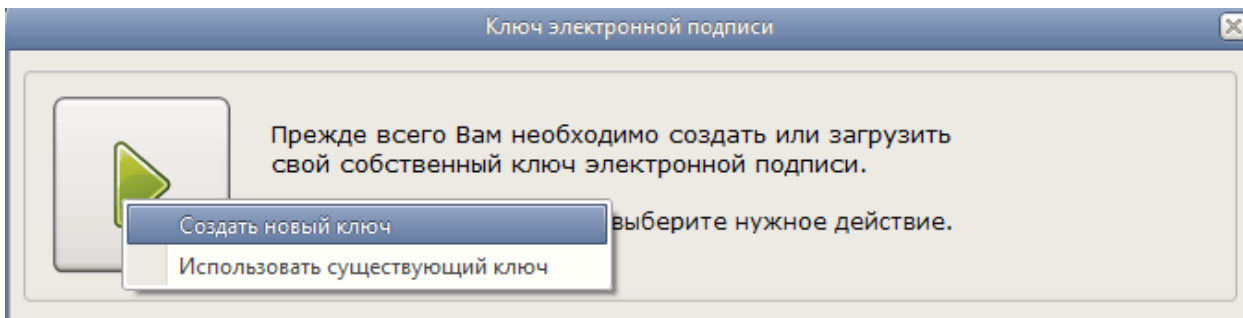 Ключ электронной подписи
Прежде всего Вам необходимо создать или загрузить
свой собственный ключ электронной подписи.
выберите нужное действие.
Создать новый ключ
Использовать существующий ключ